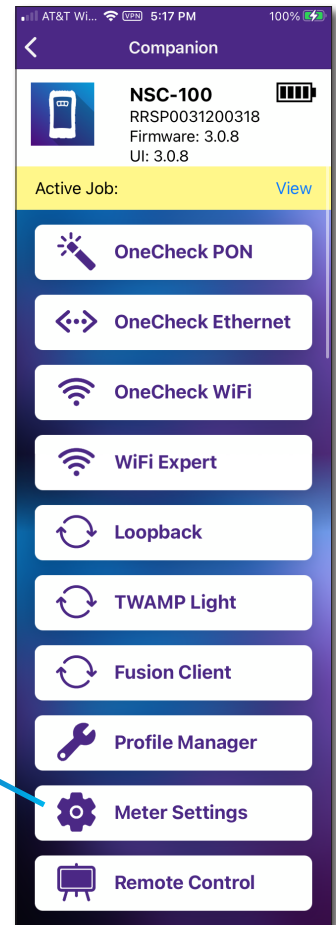 AT&T Wi... VPN 5:17 PM 100%
Companion
NSC-100
RRSP0031200318
Firmware: 3.0.8
UI: 3.0.8
Active Job: View
OneCheck PON
OneCheck Ethernet
OneCheck WiFi
WiFi Expert
Loopback
TWAMP Light
Fusion Client
Profile Manager
Meter Settings
Remote Control